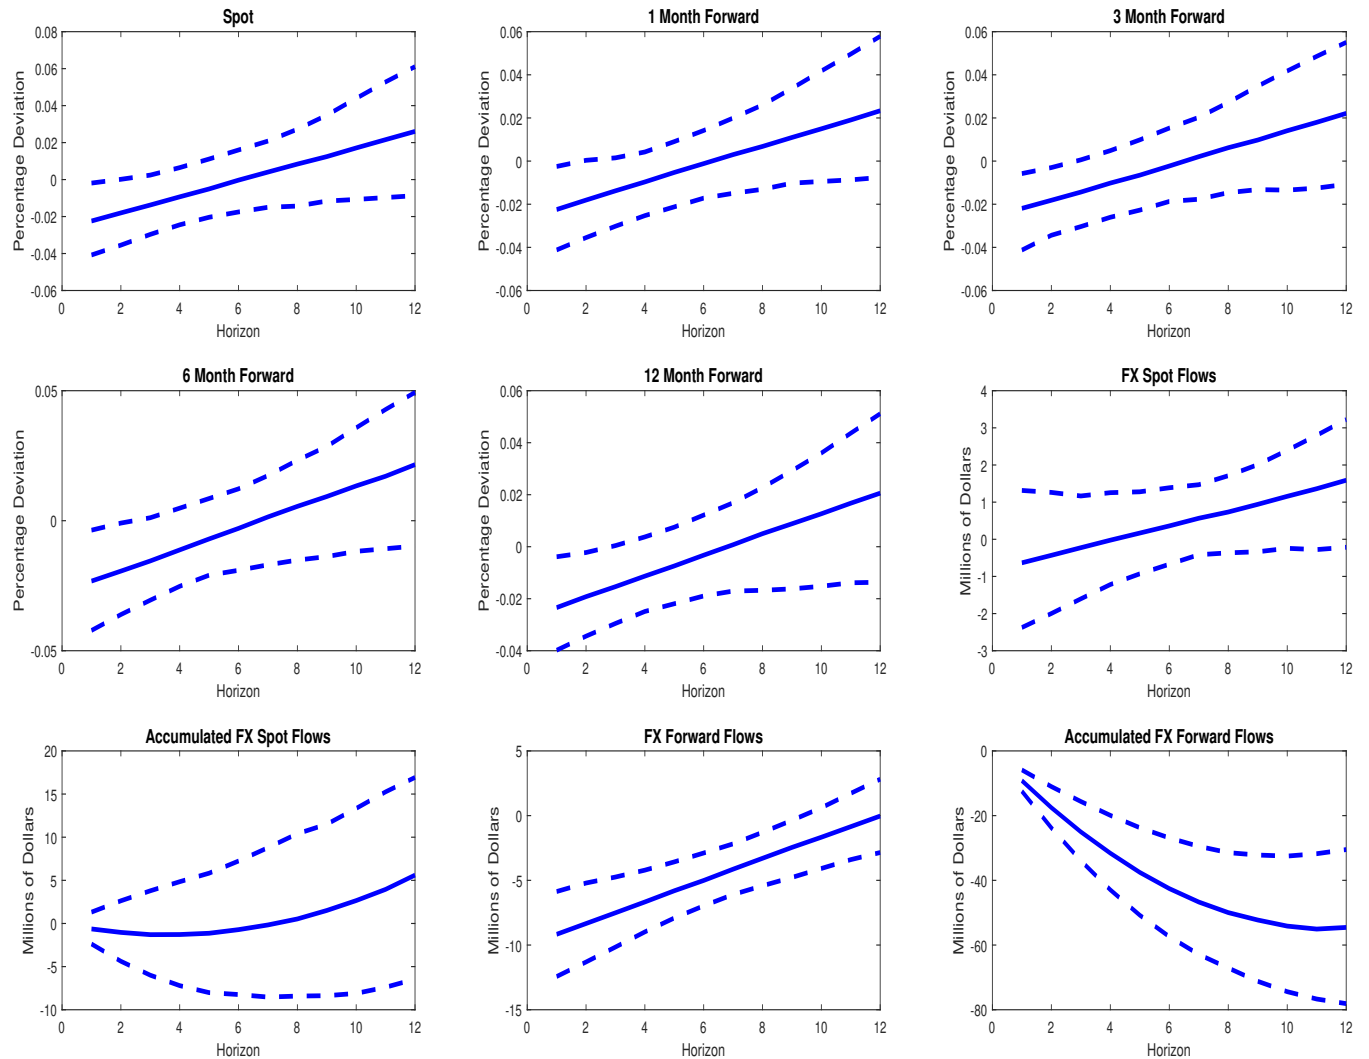 Spot
Percentage Deviation
0.08
0.06
0.04
0.02
0
-0.02
-0.04
-0.06
0 2 4 6 8 10 12
Horizon
1 Month Forward
Percentage Deviation
0.06
0.04
0.02
0
-0.02
-0.04
-0.06
0 2 4 6 8 10 12
Horizon
3 Month Forward
Percentage Deviation
0.06
0.04
0.02
0
-0.02
-0.04
-0.06
0 2 4 6 8 10 12
Horizon
6 Month Forward
Percentage Deviation
0.05
0
-0.05
0 2 4 6 8 10 12
Horizon
12 Month Forward
Percentage Deviation
0.06
0.04
0.02
0
-0.02
-0.04
0 2 4 6 8 10 12
Horizon
FX Spot Flows
Millions of Dollars
4
3
2
1
0
-1
-2
-3
0 2 4 6 8 10 12
Horizon
Accumulated FX Spot Flows
Millions of Dollars
20
15
10
5
0
-5
-10
0 2 4 6 8 10 12
Horizon
FX Forward Flows
Millions of Dollars
5
0
-5
-10
-15
0 2 4 6 8 10 12
Horizon
Accumulated FX Forward Flows
Millions of Dollars
0
-20
-40
-60
-80
0 2 4 6 8 10 12
Horizon